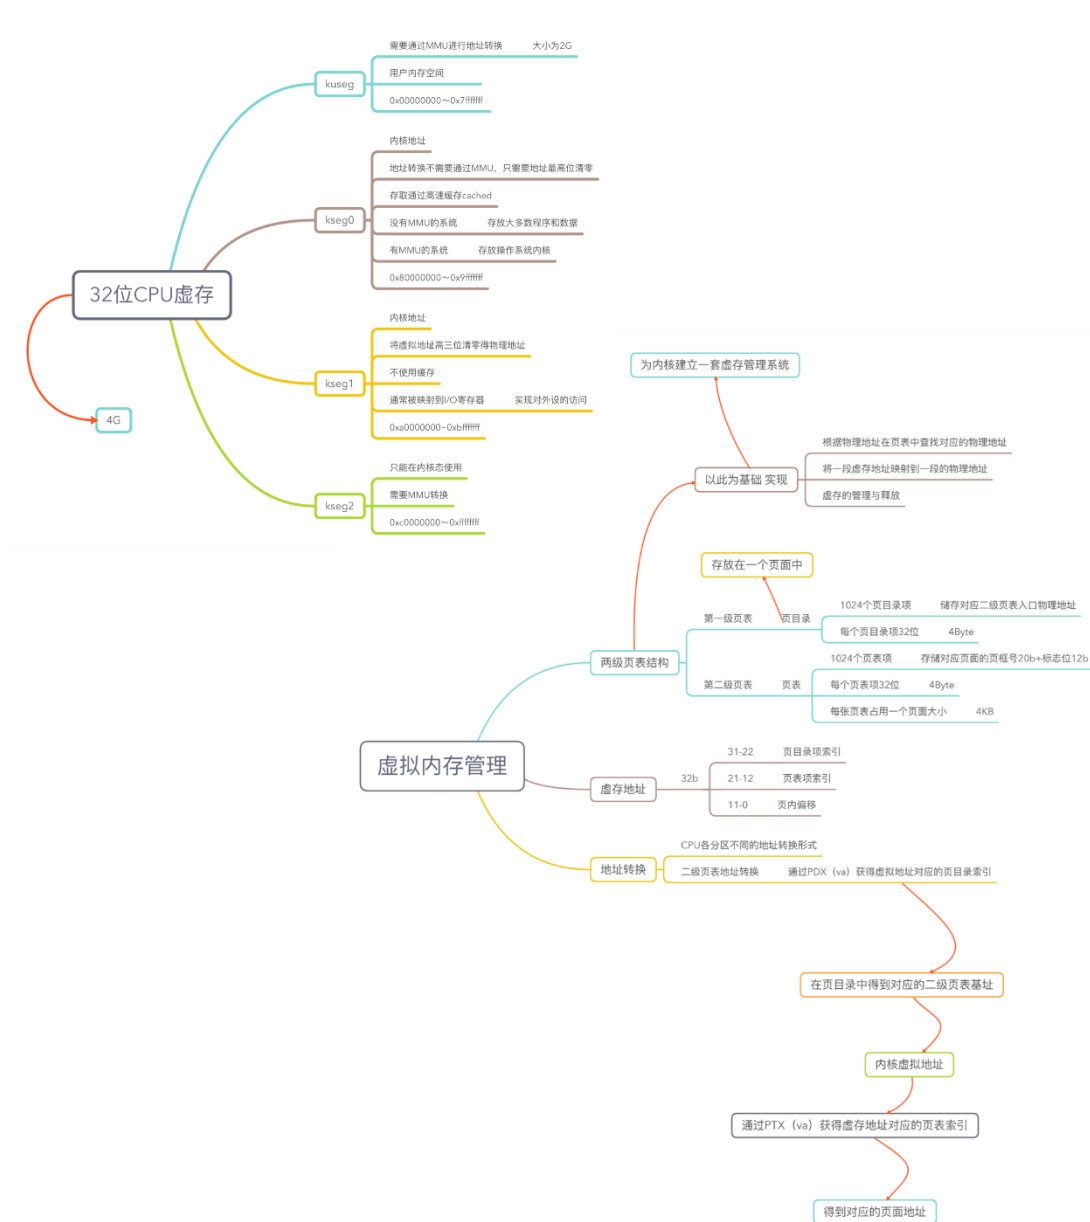 需要通过MMU进行地址转换 大小为2G
kuseg
用户内存空间
0x00000000～0x7fffffff
内核地址
地址转换不需要通过MMU，只需要地址最高位清零
存取通过高速缓存cached
kseg0
没有MMU的系统 存放大多数程序和数据
有MMU的系统 存放操作系统内核
0x80000000～0x9fffffff
32位CPU虚存
4G
内核地址
将虚拟地址高三位清零得物理地址
kseg1
不使用缓存
通常被映射到I/O寄存器 实现对外设的访问
0xa0000000~0xbfffffff
只能在内核态使用
kseg2
需要MMU转换
0xc0000000～0xffffffff
为内核建立一套虚存管理系统
以此为基础 实现
根据物理地址在页表中查找对应的物理地址
将一段虚存地址映射到一段的物理地址
虚存的管理与释放
存放在一个页面中
两级页表结构
第一级页表 页目录
1024个页目录项 储存对应二级页表入口物理地址
每个页目录项32位 4Byte
第二级页表 页表
1024个页表项 存储对应页面的页框号20b+标志位12b
每个页表项32位 4Byte
每张页表占用一个页面大小 4KB
虚拟内存管理
虚存地址 32b
31-22 页目录项索引
21-12 页表项索引
11-0 页内偏移
地址转换
CPU各分区不同的地址转换形式
二级页表地址转换 通过PDX（va）获得虚拟地址对应的页目录索引
在页目录中得到对应的二级页表基址
内核虚拟地址
通过PTX（va）获得虚存地址对应的页表索引
得到对应的页面地址